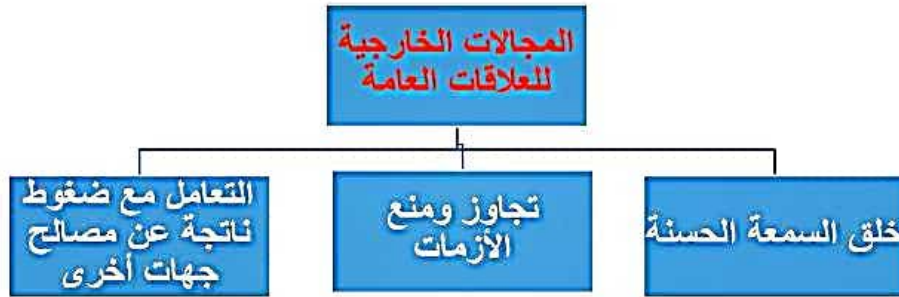 المجالات الخارجية
للعلاقات العامة
خلق السمعة الحسنة
تجاوز ومنع
الأزمات
التعامل مع ضغوط
ناتجة عن مصالح
جهات أخرى